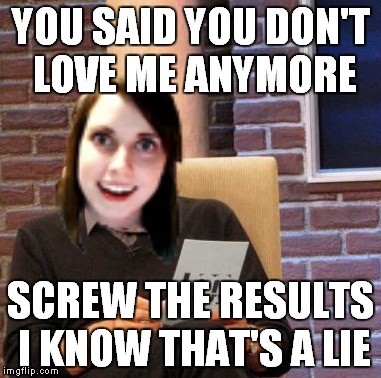 YOU SAID YOU DON'T
LOVE ME ANYMORE
SCREW THE RESULTS
I KNOW THAT'S A LIE
imgflip.com